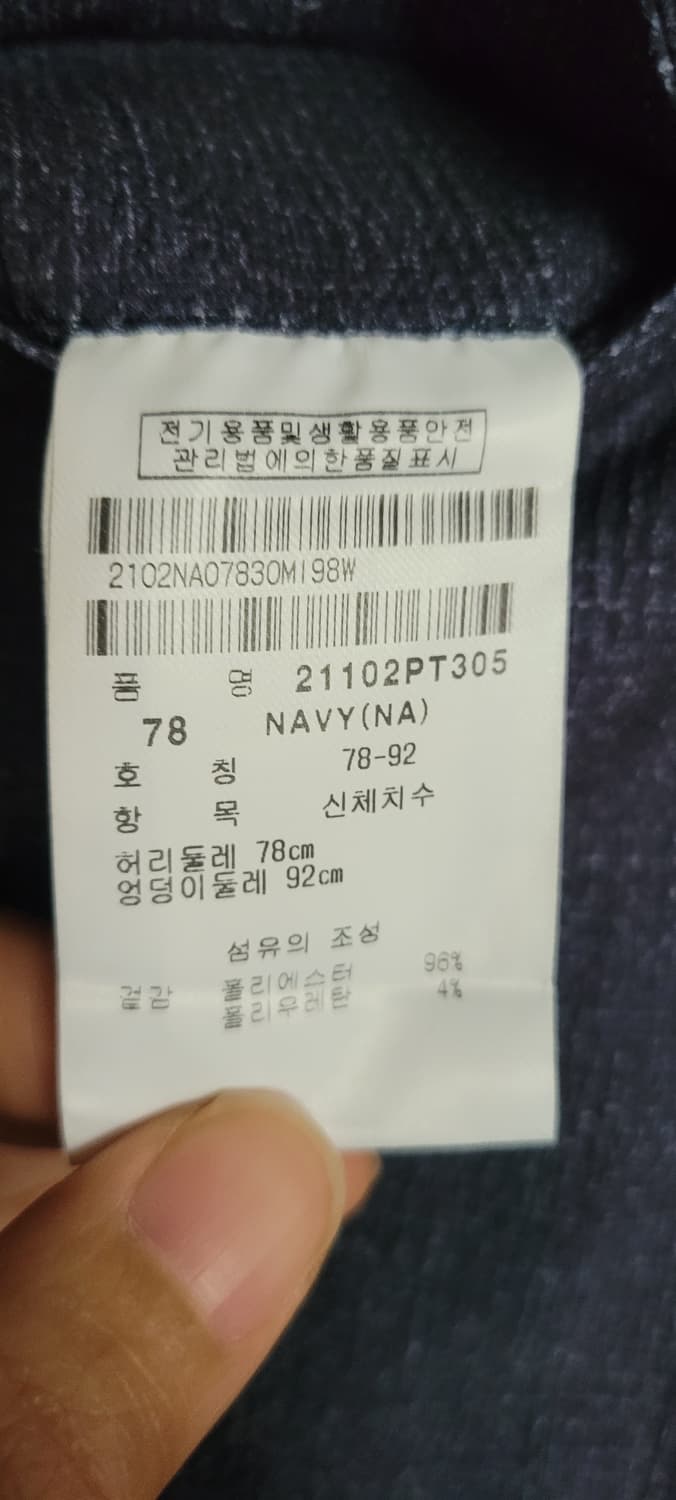 전기용품및생활용품안전
관리법에의한품질표시
2102NA07830MI98W
품 명 21102PT305
78 NAVY(NA)
호 칭 78-92
항 목 신체치수
허리둘레 78cm
엉덩이둘레 92cm
섬유의 조성
겉감 폴리에스터 96%
폴리우레탄 4%